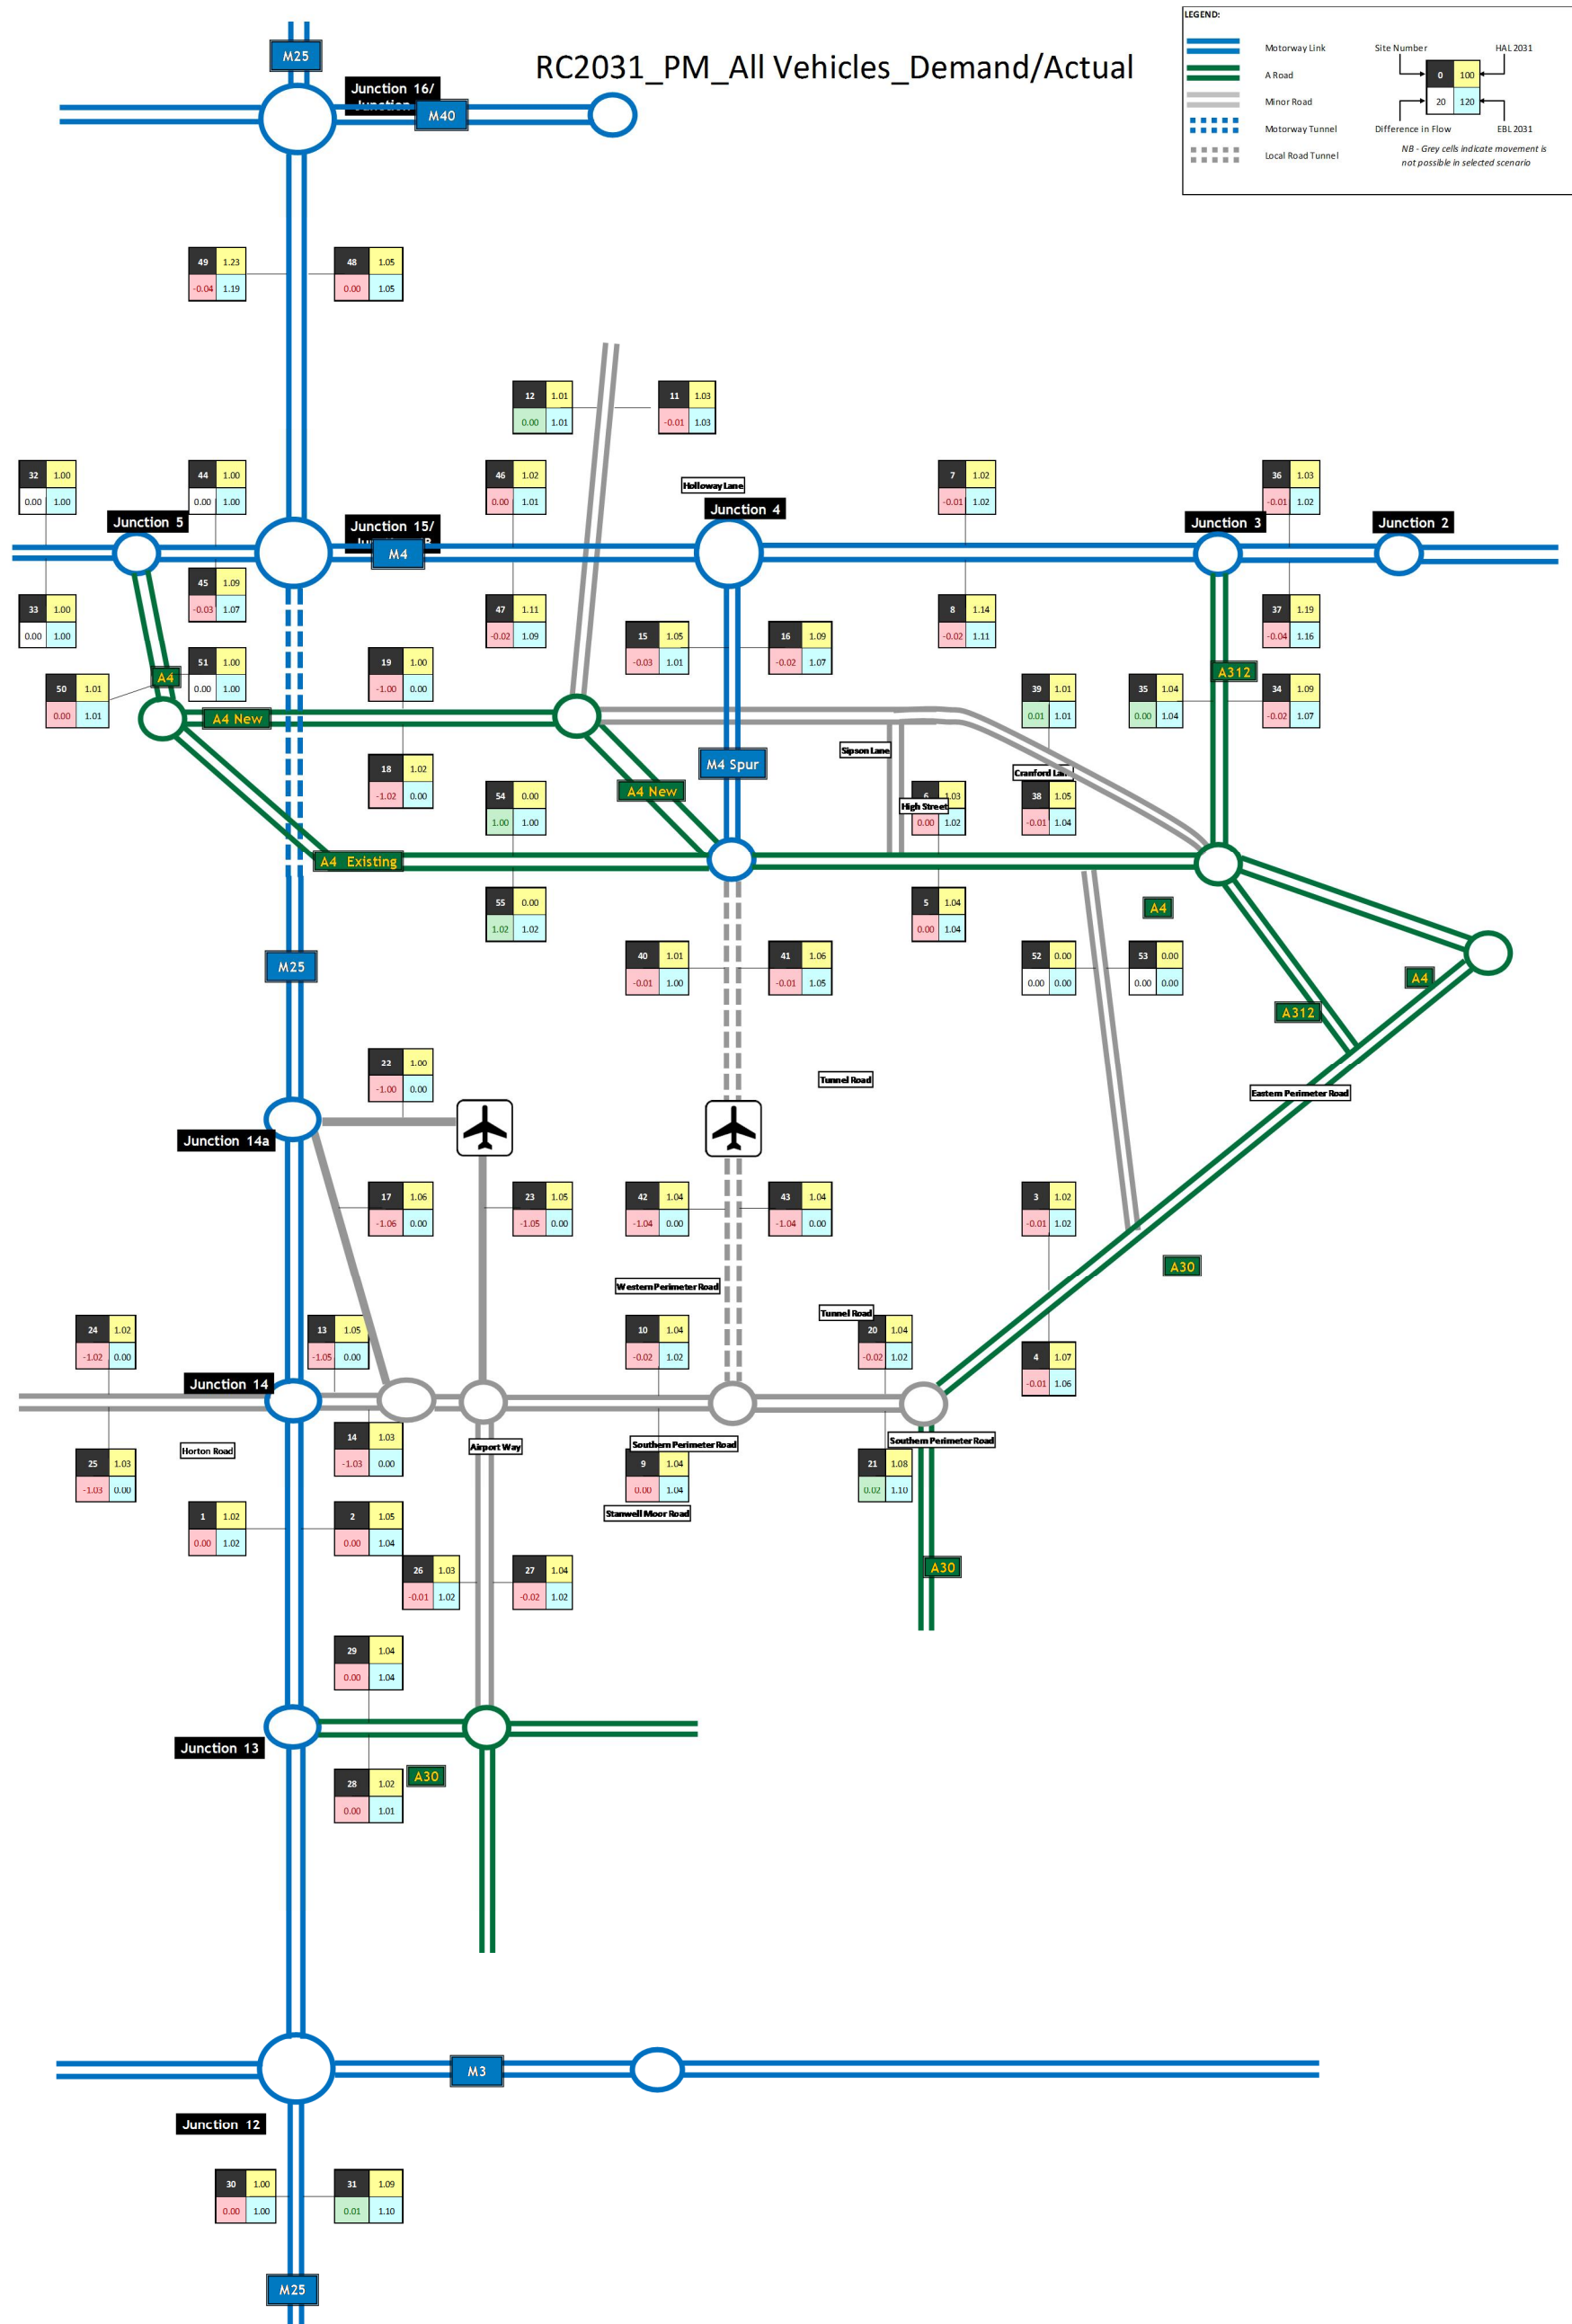 LEGEND:
Motorway Link
A Road
Minor Road
Motorway Tunnel
Local Road Tunnel
Site Number
HAL 2031
0 100
20 120
Difference in Flow
EBL 2031
NB - Grey cells indicate movement is
not possible in selected scenario
RC2031_PM_All Vehicles_Demand/Actual
M25
Junction 16/
M40
49 1.23
-0.04 1.19
48 1.05
0.00 1.05
12 1.01
0.00 1.01
11 1.03
-0.01 1.03
32 1.00
0.00 1.00
44 1.00
0.00 1.00
46 1.02
0.00 1.01
Holloway Lane
7 1.02
-0.01 1.02
36 1.03
-0.01 1.02
Junction 5
Junction 15/
M4
Junction 4
Junction 3
Junction 2
33 1.00
0.00 1.00
45 1.09
-0.03 1.07
47 1.11
-0.02 1.09
15 1.05
-0.03 1.01
16 1.09
-0.02 1.07
8 1.14
-0.02 1.11
37 1.19
-0.04 1.16
50 1.01
0.00 1.01
A4
51 1.00
0.00 1.00
19 1.00
-1.00 0.00
39 1.01
0.01 1.01
35 1.04
0.00 1.04
A312
34 1.09
-0.02 1.07
A4 New
18 1.02
-1.02 0.00
54 0.00
1.00 1.00
A4 New
M4 Spur
Sipson Lane
High Street
6 1.03
0.00 1.02
Cranford Lan
38 1.05
-0.01 1.04
A4 Existing
55 0.00
1.02 1.02
5 1.04
0.00 1.04
A4
M25
40 1.01
-0.01 1.00
41 1.06
-0.01 1.05
52 0.00
0.00 0.00
53 0.00
0.00 0.00
A4
A312
22 1.00
-1.00 0.00
Tunnel Road
Eastern Perimeter Road
Junction 14a
17 1.06
-1.06 0.00
23 1.05
-1.05 0.00
42 1.04
-1.04 0.00
43 1.04
-1.04 0.00
3 1.02
-0.01 1.02
A30
Western Perimeter Road
Tunnel Road
24 1.02
-1.02 0.00
13 1.05
-1.05 0.00
10 1.04
-0.02 1.02
20 1.04
-0.02 1.02
4 1.07
-0.01 1.06
Junction 14
Horton Road
25 1.03
-1.03 0.00
14 1.03
-1.03 0.00
Airport Way
Southern Perimeter Road
9 1.04
0.00 1.04
Stanwell Moor Road
Southern Perimeter Road
21 1.08
0.02 1.10
1 1.02
0.00 1.02
2 1.05
0.00 1.04
26 1.03
-0.01 1.02
27 1.04
-0.02 1.02
A30
29 1.04
0.00 1.04
Junction 13
28 1.02
0.00 1.01
A30
M3
Junction 12
30 1.00
0.00 1.00
31 1.09
0.01 1.10
M25